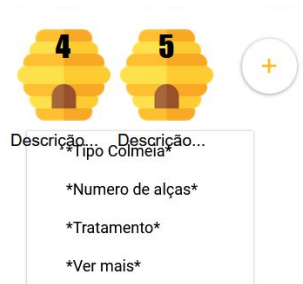 4 5
+
Descrição... Descrição...
*Tipo Colmeia*
*Numero de alças*
*Tratamento*
*Ver mais*